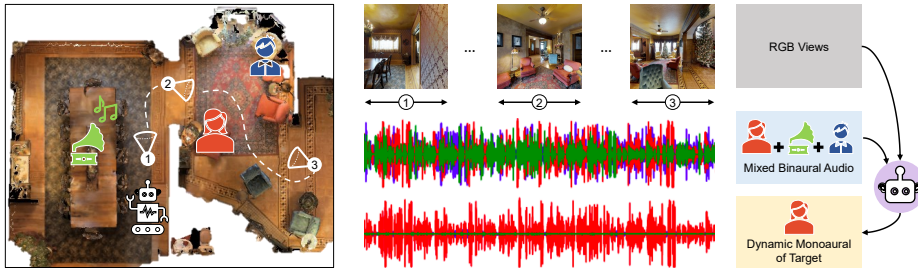 1
2
3
...
...
1
2
3
RGB Views
+
+
Mixed Binaural Audio
Dynamic Monoaural
of Target